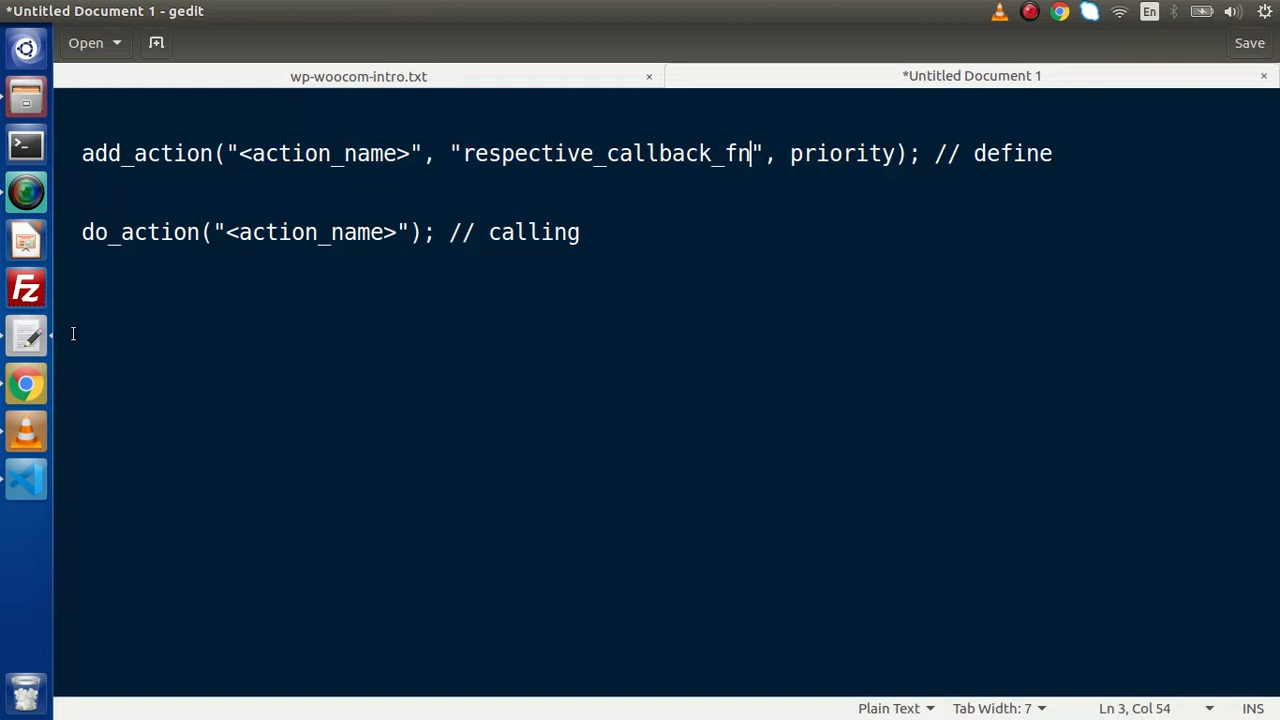 *Untitled Document 1 - gedit
En
Open
Save
wp-woocom-intro.txt ×
*Untitled Document 1 ×
add_action("<action_name>", "respective_callback_fn", priority); // define
do_action("<action_name>"); // calling
Fz
Plain Text Tab Width: 7 Ln 3, Col 54 INS